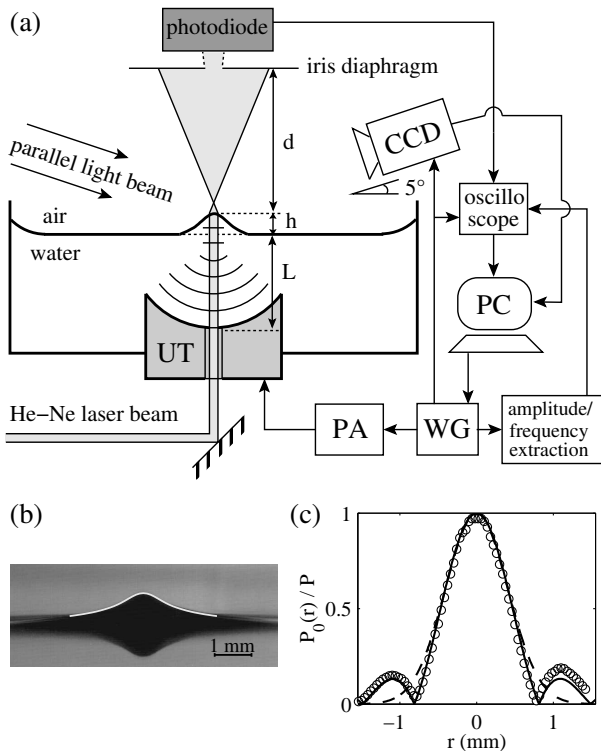 (a)
photodiode
iris diaphragm
d
parallel light beam
CCD
5°
air
h
oscillo
scope
water
L
PC
UT
He−Ne laser beam
PA
WG
amplitude/
frequency
extraction
(b)
1 mm
(c)
P0(r) / P
1
0.5
0
−1
0
1
r (mm)